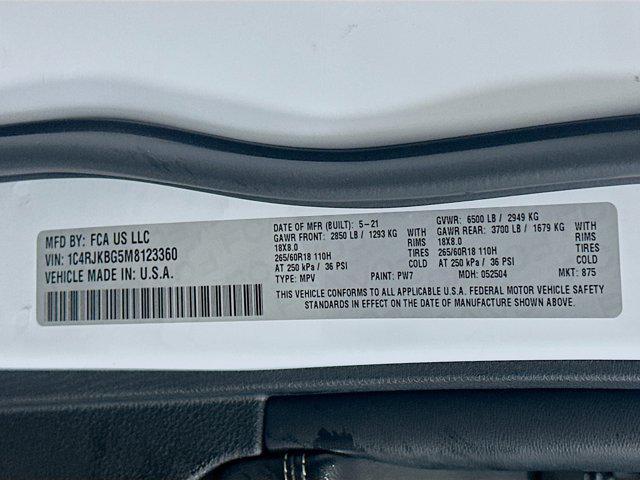 MFD BY: FCA US LLC
VIN: 1C4RJKBG5M8123360
VEHICLE MADE IN U.S.A.
DATE OF MFR (BUILT): 5-21
GAWR FRONT: 2850 LB / 1293 KG WITH
18X8.0 RIMS
265/60R18 110H TIRES
AT 250 kPa / 36 PSI COLD
TYPE: MPV PAINT: PW7
GVWR: 6500 LB / 2949 KG
GAWR REAR: 3700 LB / 1679 KG WITH
18X8.0 RIMS
265/60R18 110H TIRES
AT 250 kPa / 36 PSI COLD
MDH: 052504 MKT: 875
THIS VEHICLE CONFORMS TO ALL APPLICABLE U.S.A. FEDERAL MOTOR VEHICLE SAFETY
STANDARDS IN EFFECT ON THE DATE OF MANUFACTURE SHOWN ABOVE.